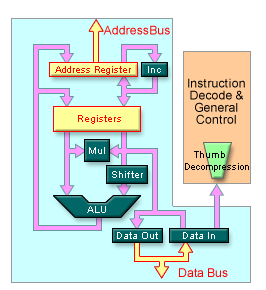 AddressBus
Address Register
Inc
Registers
Mul
Shifter
ALU
Data Out
Data In
Data Bus
Instruction
Decode &
General
Control
Thumb
Decompression